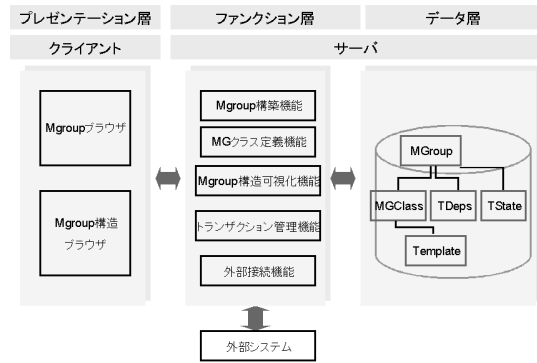 プレゼンテーション層
ファンクション層
データ層
クライアント
サーバ
Mgroupブラウザ
Mgroup構造
ブラウザ
Mgroup構築機能
MGクラス定義機能
Mgroup構造可視化機能
トランザクション管理機能
外部接続機能
外部システム
MGroup
MGClass
TDeps
TState
Template